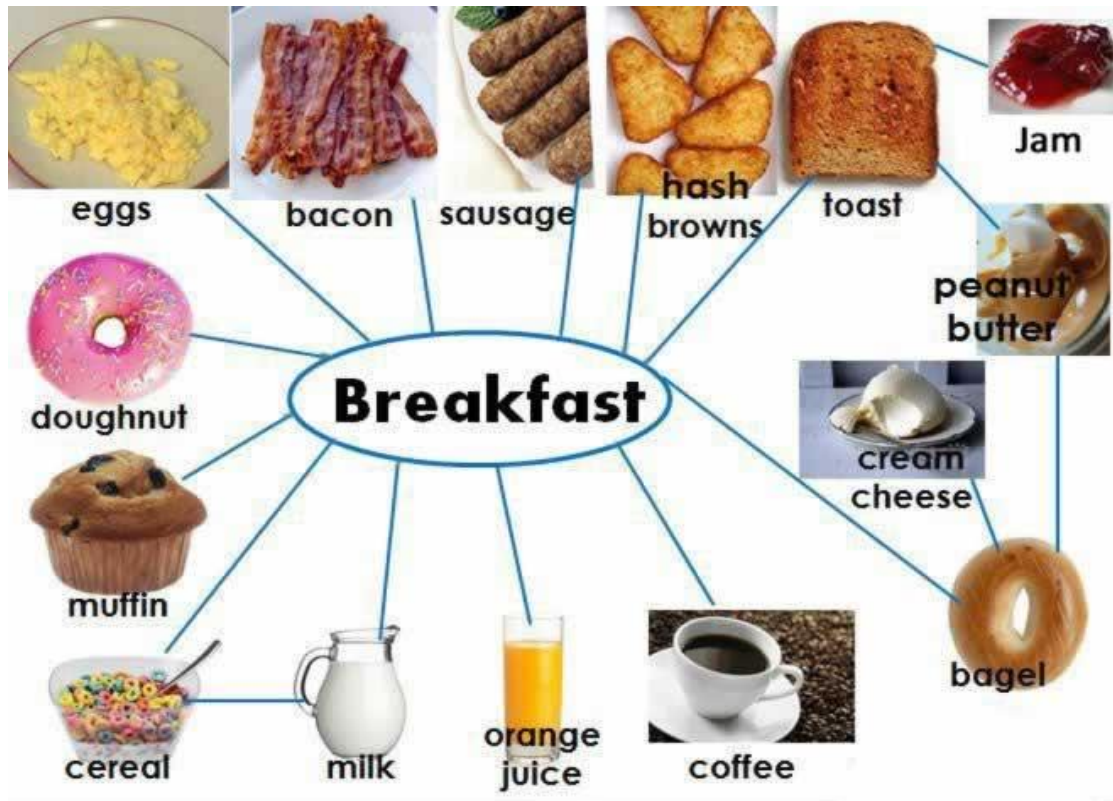 Jam
eggs
bacon
sausage
hash
browns
toast
peanut
butter
doughnut
Breakfast
cream
cheese
muffin
bagel
cereal
milk
orange
juice
coffee